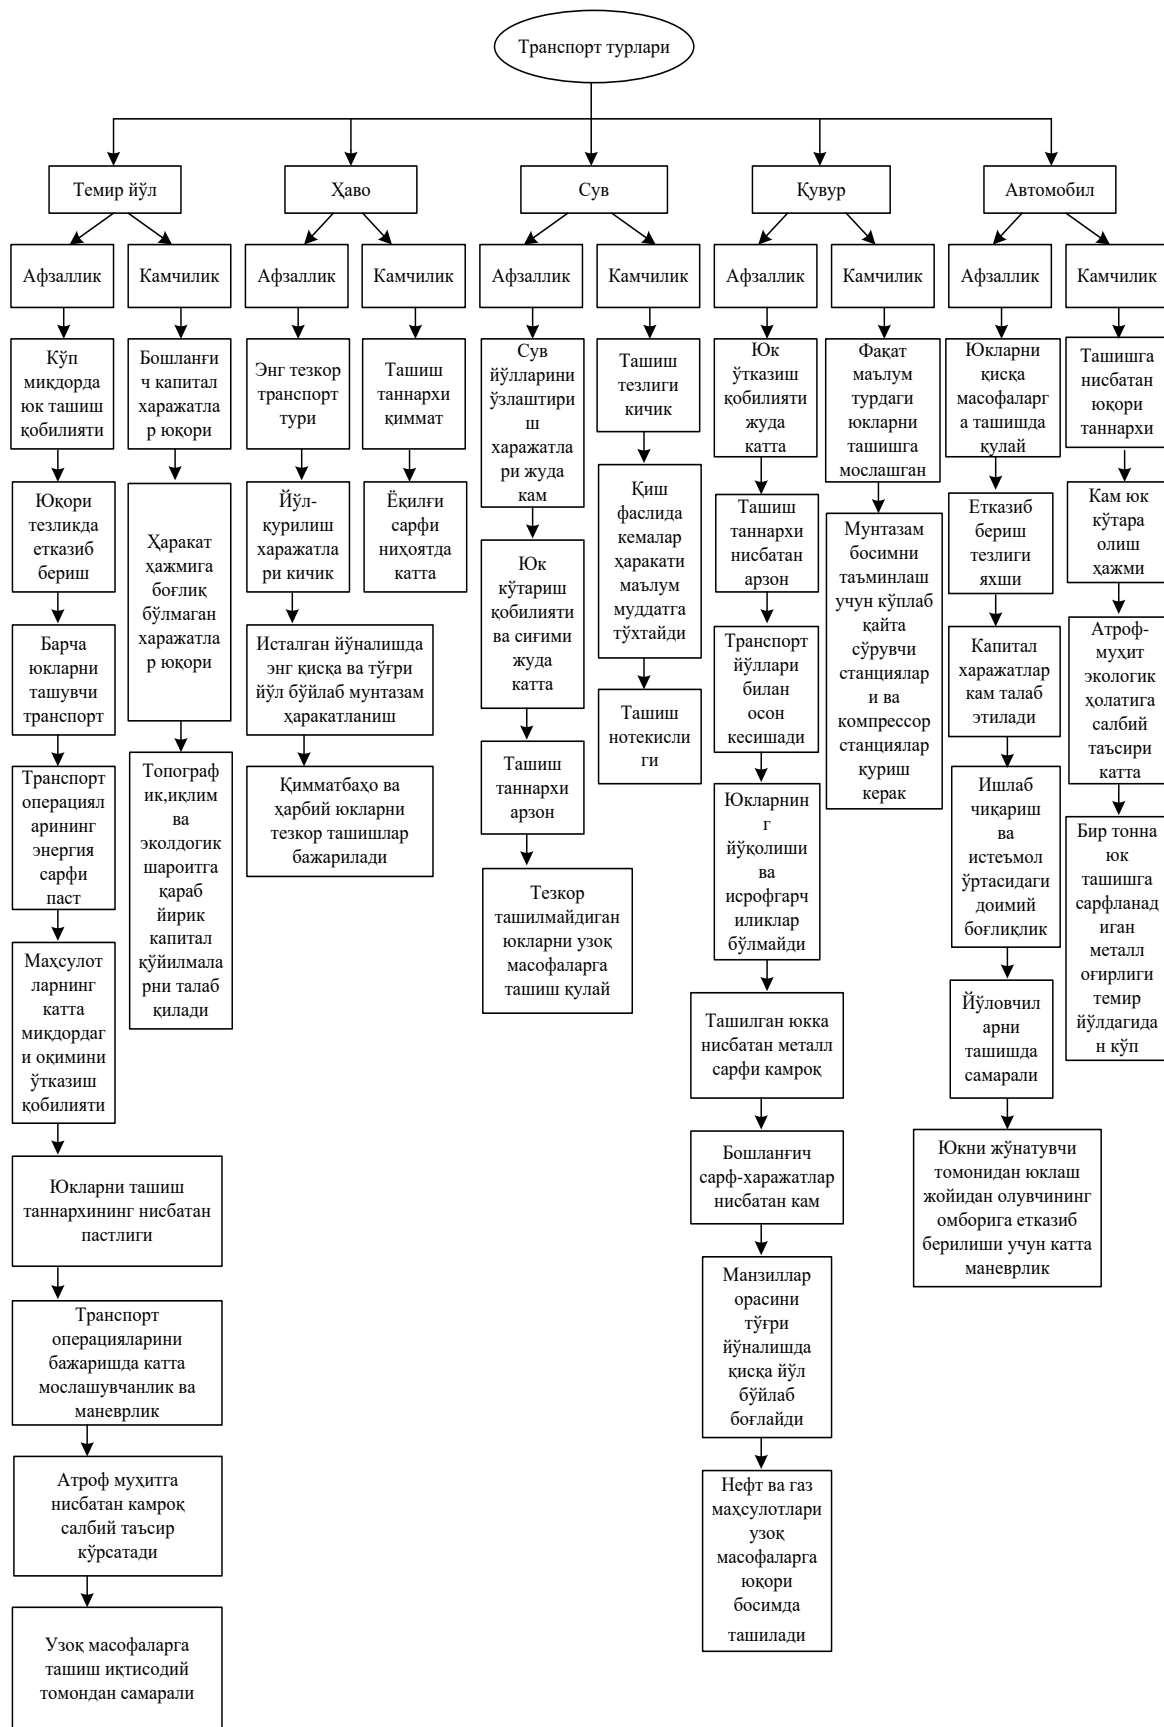 Транспорт турлари
Темир йўл
Ҳаво
Сув
Қувур
Автомобил
Афзаллик
Камчилик
Афзаллик
Камчилик
Афзаллик
Камчилик
Афзаллик
Камчилик
Афзаллик
Камчилик
Кўп
миқдорда
юк ташиш
қобилияти
Юқори
тезликда
етказиб
бериш
Барча
юкларни
ташувчи
транспорт
Транспорт
операциял
арининг
энергия
сарфи
паст
Маҳсулот
ларнинг
катта
миқдордаг
и оқимини
ўтказиш
қобилияти
Юкларни ташиш
таннархининг нисбатан
пастлиги
Транспорт
операцияларини
бажаришда катта
мослашувчанлик ва
маневрлик
Атроф муҳитга
нисбатан камроқ
салбий таъсир
кўрсатади
Узоқ масофаларга
ташиш иқтисодий
томондан самарали
Бошланғи
ч капитал
харажатла
р юқори
Ҳаракат
ҳажмига
боғлиқ
бўлмаган
харажатла
р юқори
Топограф
ик,иқлим
ва
эколдогик
шароитга
қараб
йирик
капитал
қўйилмала
рни талаб
қилади
Энг тезкор
транспорт
тури
Йўл-
қурилиш
харажатла
ри кичик
Исталган йўналишда
энг қисқа ва тўғри
йўл бўйлаб мунтазам
ҳаракатланиш
Қимматбаҳо ва
ҳарбий юкларни
тезкор ташишлар
бажарилади
Ташиш
таннархи
қиммат
Ёқилғи
сарфи
ниҳоятда
катта
Сув
йўлларини
ўзлаштири
ш
харажатла
ри жуда
кам
Юк
кўтариш
қобилияти
ва сиғими
жуда
катта
Ташиш
таннархи
арзон
Тезкор
ташилмайдиган
юкларни узоқ
масофаларга
ташиш қулай
Ташиш
тезлиги
кичик
Қиш
фаслида
кемалар
ҳаракати
маълум
муддатга
тўхтайди
Ташиш
нотекисли
ги
Юк
ўтказиш
қобилияти
жуда
катта
Ташиш
таннархи
нисбатан
арзон
Транспорт
йўллари
билан
осон
кесишади
Юкларнин
г
йўқолиши
ва
исрофгарч
иликлар
бўлмайди
Ташилган юкка
нисбатан металл
сарфи камроқ
Бошланғич
сарф-харажатлар
нисбатан кам
Манзиллар
орасини
тўғри
йўналишда
қисқа йўл
бўйлаб
боғлайди
Нефт ва газ
маҳсулотлари
узоқ
масофаларга
юқори
босимда
ташилади
Фақат
маълум
турдаги
юкларни
ташишга
мослашган
Мунтазам
босимни
таъминлаш
учун кўплаб
қайта
сўрувчи
станциялар
и ва
компрессор
станциялар
қуриш
керак
Юкларни
қисқа
масофаларг
а ташишда
қулай
Етказиб
бериш
тезлиги
яхши
Капитал
харажатлар
кам талаб
этилади
Ишлаб
чиқариш
ва
истеъмол
ўртасидаги
доимий
боғлиқлик
Йўловчил
арни
ташишда
самарали
Юкни жўнатувчи
томонидан юклаш
жойидан олувчининг
омборига етказиб
берилиши учун катта
маневрлик
Ташишга
нисбатан
юқори
таннархи
Кам юк
кўтара
олиш
ҳажми
Атроф-
муҳит
экологик
ҳолатига
салбий
таъсири
катта
Бир тонна
юк
ташишга
сарфланад
иган
металл
оғирлиги
темир
йўлдагида
н кўп